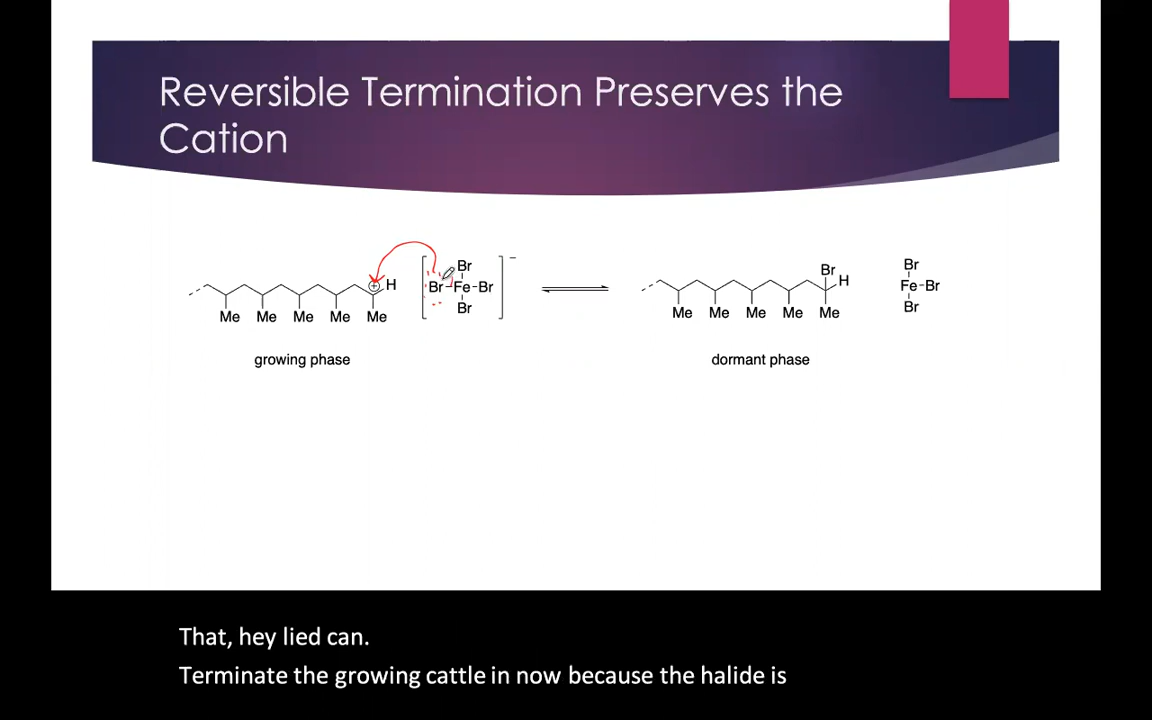 Reversible Termination Preserves the
Cation
Br
H
Br-Fe-Br
Br
−
Me Me Me Me Me
growing phase
Br
H
Me Me Me Me Me
dormant phase
Br
Fe-Br
Br
That, hey lied can.
Terminate the growing cattle in now because the halide is